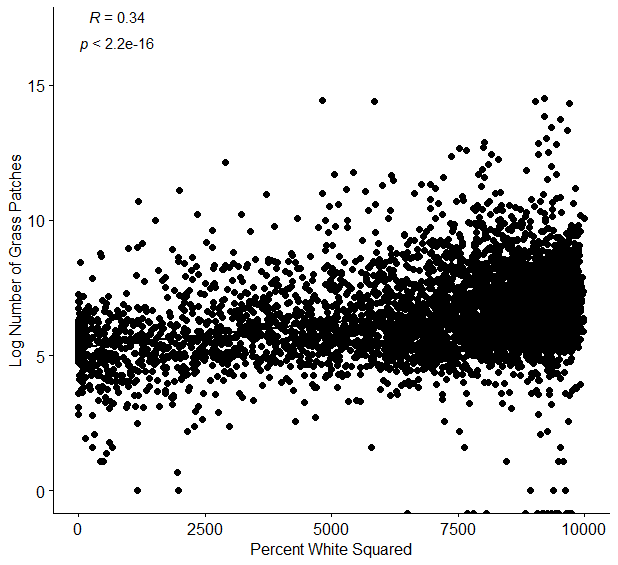 R = 0.34
p < 2.2e-16
15
10
5
0
Log Number of Grass Patches
0 2500 5000 7500 10000
Percent White Squared